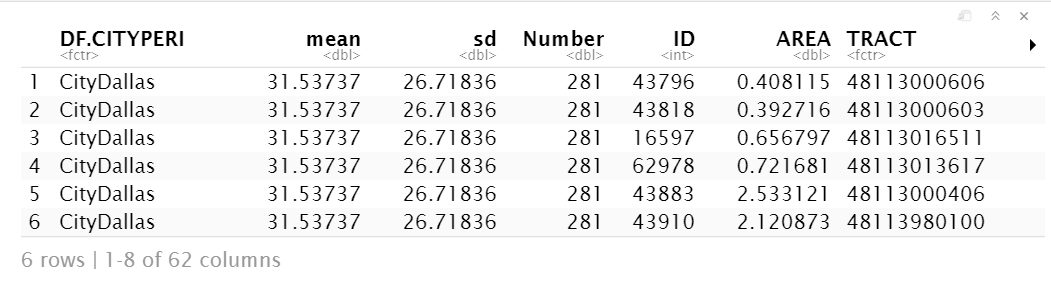 DF.CITYPERI mean sd Number ID AREA TRACT
<fctr> <dbl> <dbl> <dbl> <int> <dbl> <fctr>
1 CityDallas 31.53737 26.71836 281 43796 0.408115 48113000606
2 CityDallas 31.53737 26.71836 281 43818 0.392716 48113000603
3 CityDallas 31.53737 26.71836 281 16597 0.656797 48113016511
4 CityDallas 31.53737 26.71836 281 62978 0.721681 48113013617
5 CityDallas 31.53737 26.71836 281 43883 2.533121 48113000406
6 CityDallas 31.53737 26.71836 281 43910 2.120873 48113980100
6 rows | 1-8 of 62 columns